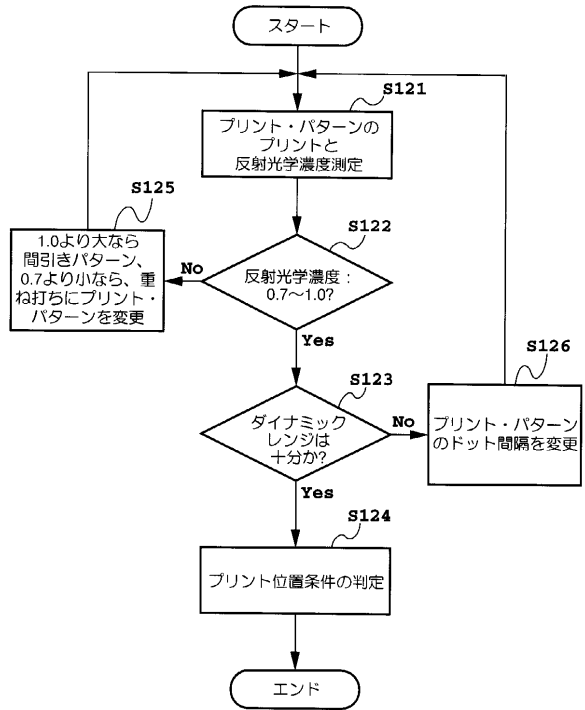 スタート
S121
プリント・パターンの
プリントと
反射光学濃度測定
S125
1.0より大なら
間引きパターン、
0.7より小なら、重
ね打ちにプリント・
パターンを変更
S122
No
反射光学濃度：
0.7～1.0?
Yes
S126
S123
ダイナミック
レンジは
十分か?
No
プリント・パターン
のドット間隔を変更
Yes
S124
プリント位置条件の判定
エンド